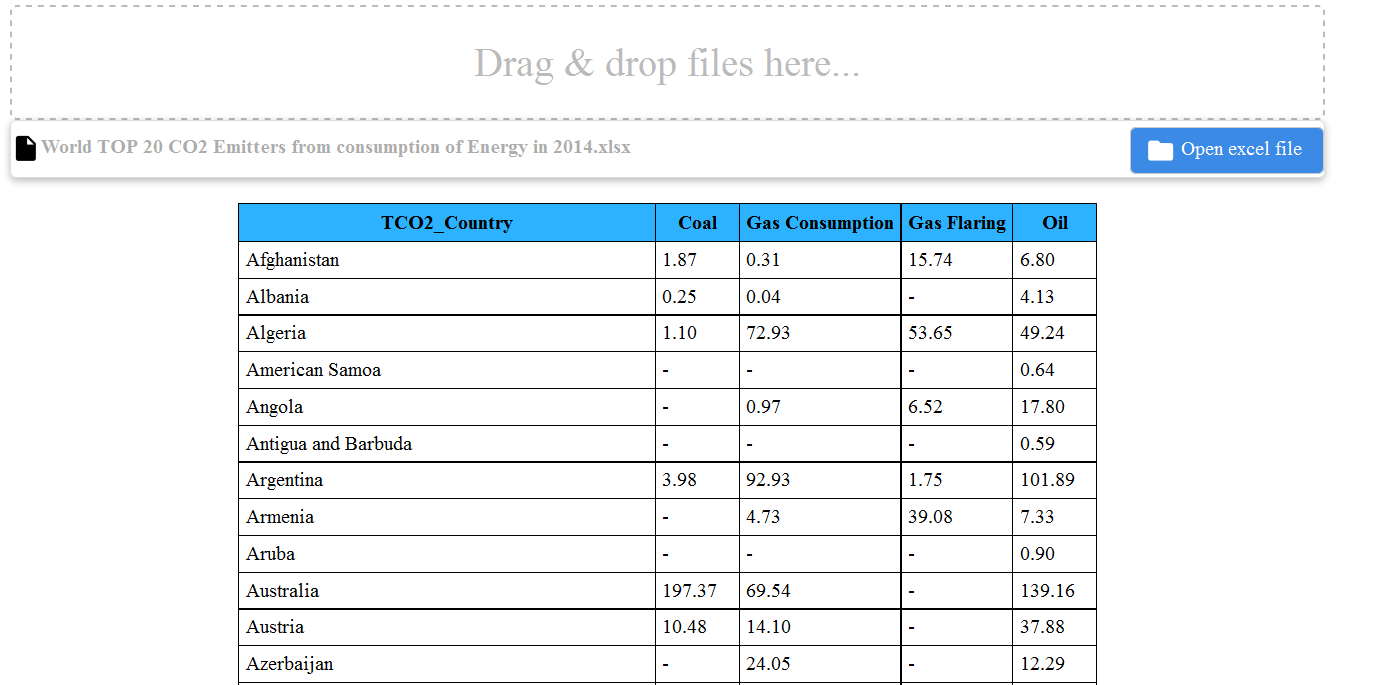 Drag & drop files here...
World TOP 20 CO2 Emitters from consumption of Energy in 2014.xlsx
Open excel file
TCO2_Country Coal Gas Consumption Gas Flaring Oil
Afghanistan 1.87 0.31 15.74 6.80
Albania 0.25 0.04 - 4.13
Algeria 1.10 72.93 53.65 49.24
American Samoa - - - 0.64
Angola - 0.97 6.52 17.80
Antigua and Barbuda - - - 0.59
Argentina 3.98 92.93 1.75 101.89
Armenia - 4.73 39.08 7.33
Aruba - - - 0.90
Australia 197.37 69.54 - 139.16
Austria 10.48 14.10 - 37.88
Azerbaijan - 24.05 - 12.29